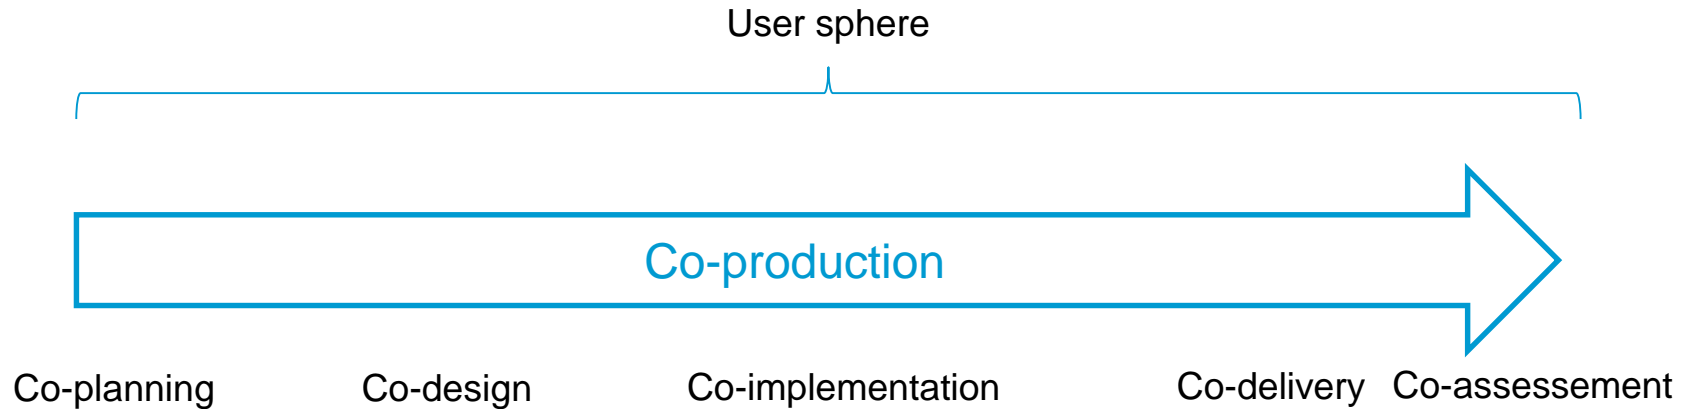 User sphere
Co-production
Co-planning Co-design Co-implementation Co-delivery Co-assessement